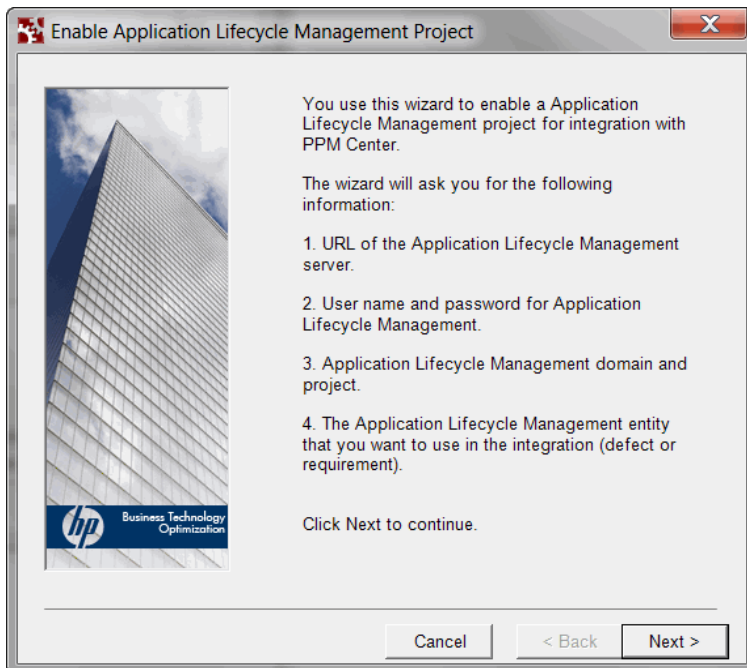 Enable Application Lifecycle Management Project
X
You use this wizard to enable a Application
Lifecycle Management project for integration with
PPM Center.
The wizard will ask you for the following
information:
1. URL of the Application Lifecycle Management
server.
2. User name and password for Application
Lifecycle Management.
3. Application Lifecycle Management domain and
project.
4. The Application Lifecycle Management entity
that you want to use in the integration (defect or
requirement).
hp
Business Technology
Optimization
Click Next to continue.
Cancel
< Back
Next >